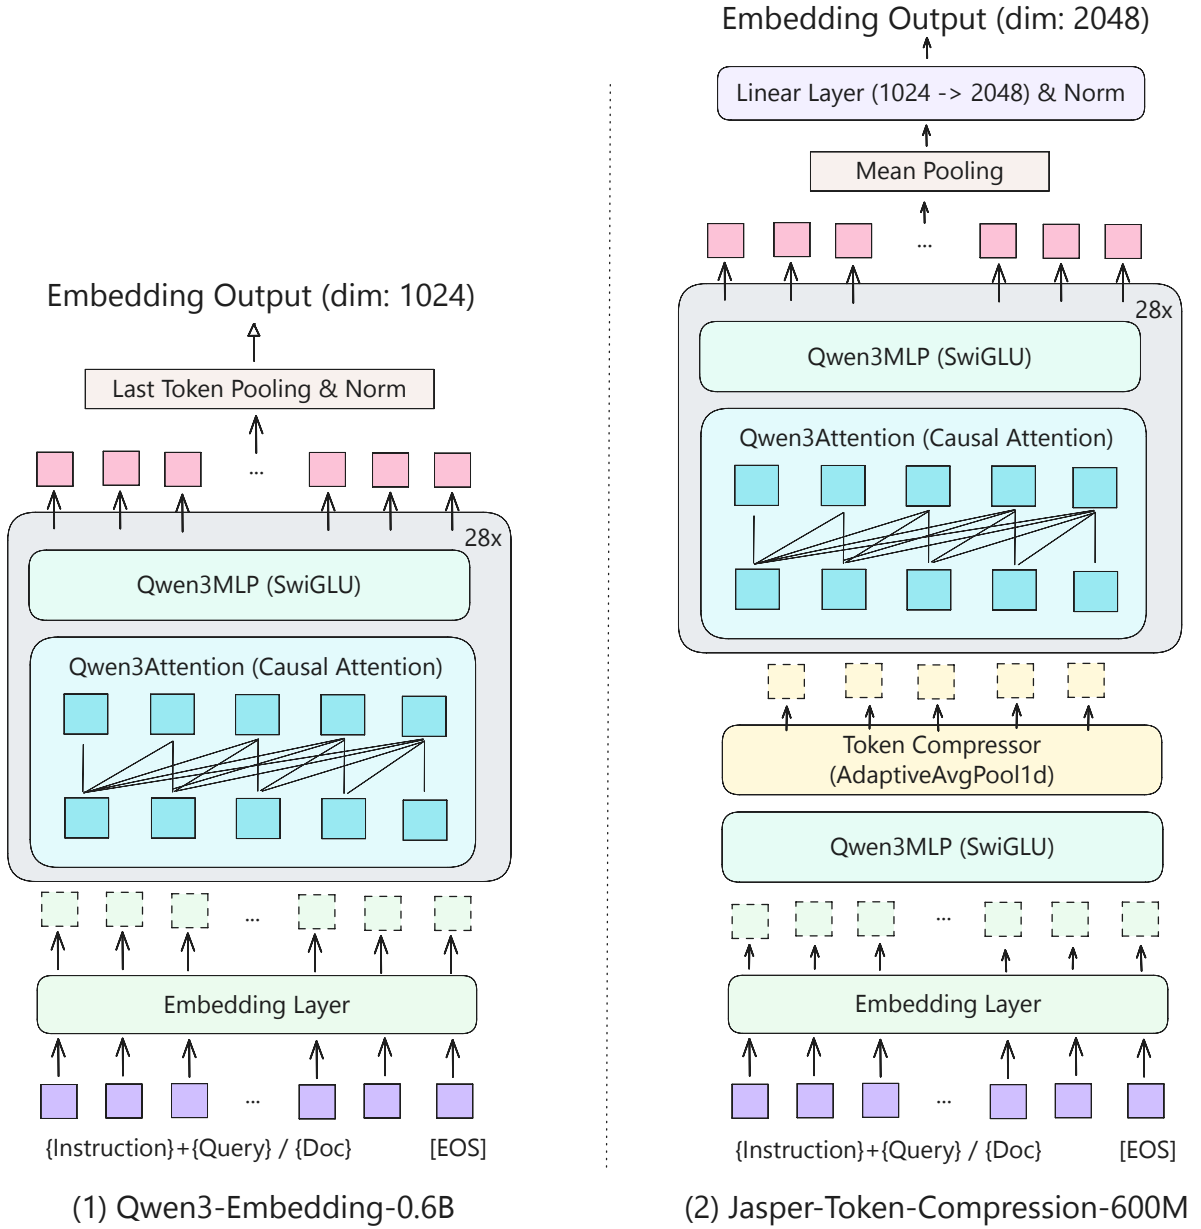 Embedding Output (dim: 1024)
Last Token Pooling & Norm
...
28x
Qwen3MLP (SwiGLU)
Qwen3Attention (Causal Attention)
...
Embedding Layer
...
{Instruction}+{Query} / {Doc}
[EOS]
(1) Qwen3-Embedding-0.6B
Embedding Output (dim: 2048)
Linear Layer (1024 -> 2048) & Norm
Mean Pooling
...
28x
Qwen3MLP (SwiGLU)
Qwen3Attention (Causal Attention)
Token Compressor
(AdaptiveAvgPool1d)
Qwen3MLP (SwiGLU)
...
Embedding Layer
...
{Instruction}+{Query} / {Doc}
[EOS]
(2) Jasper-Token-Compression-600M